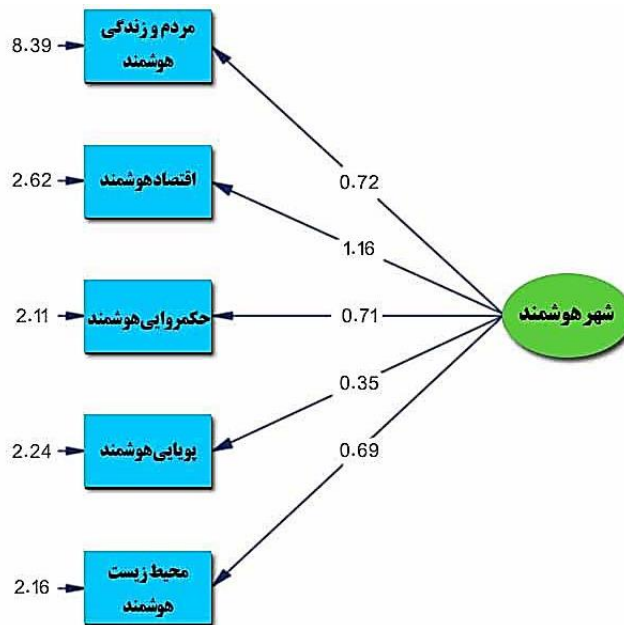 مردم و زندگی
هوشمند
8.39
0.72
اقتصاد هوشمند
2.62
1.16
حکمروایی هوشمند
2.11
0.71
شهر هوشمند
پویایی هوشمند
2.24
0.35
محیط زیست
هوشمند
2.16
0.69